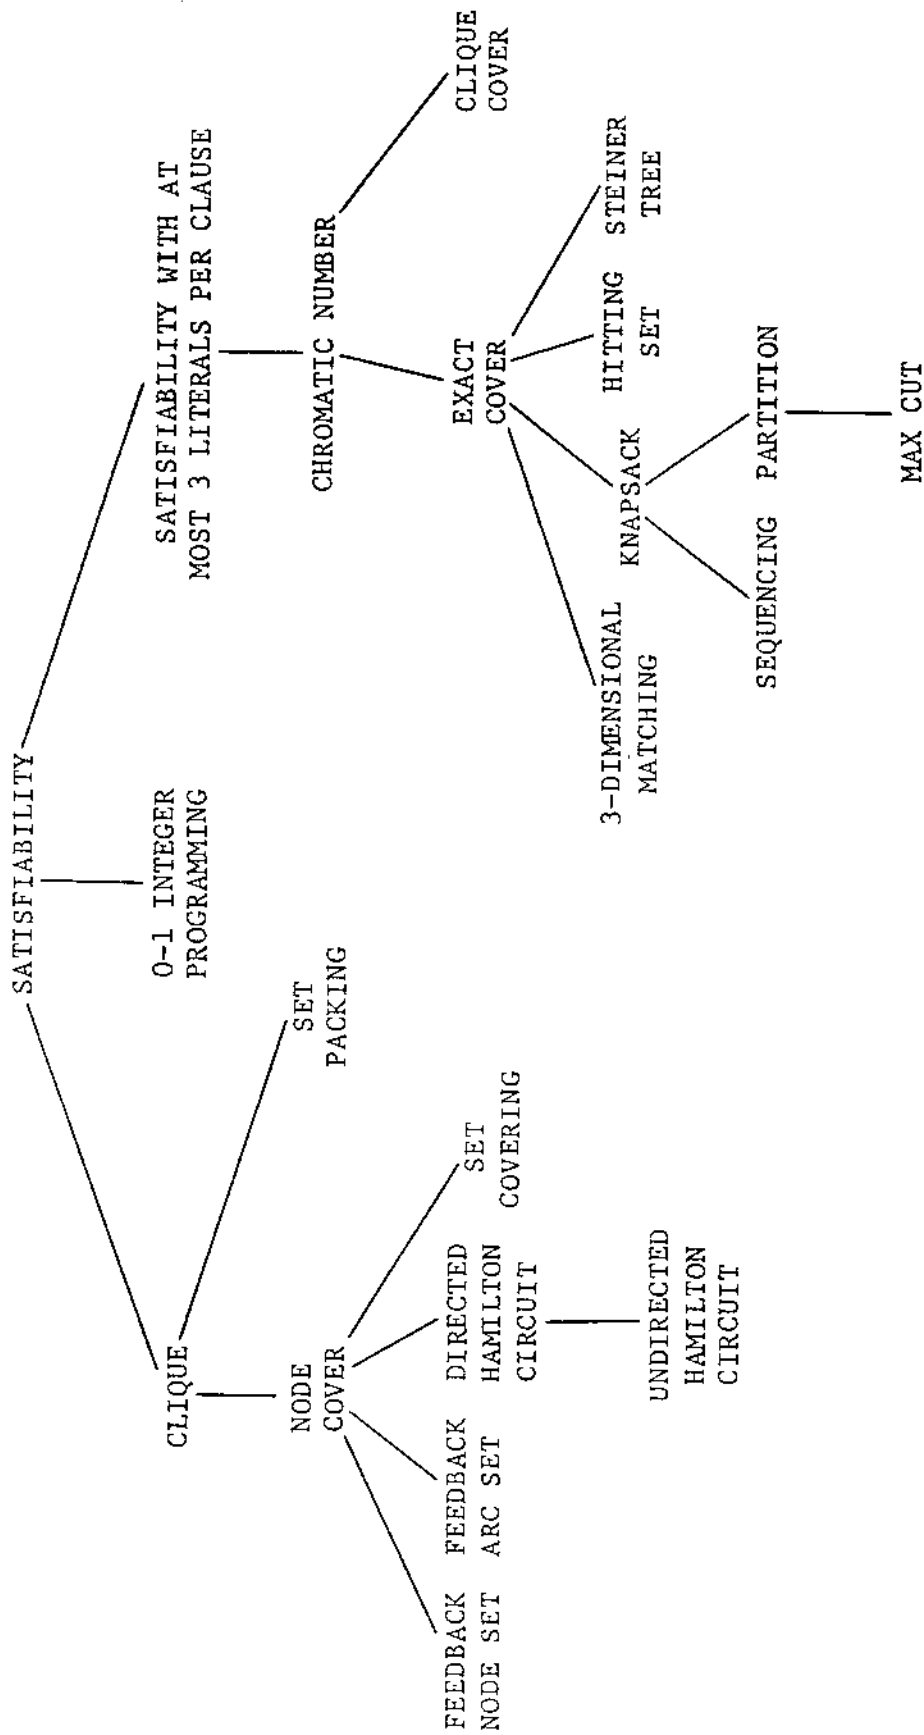 SATISFIABILITY
CLIQUE
0-1 INTEGER
PROGRAMMING
SATISFIABILITY WITH AT
MOST 3 LITERALS PER CLAUSE
NODE
COVER
SET
PACKING
CHROMATIC NUMBER
FEEDBACK
NODE SET
FEEDBACK
ARC SET
DIRECTED
HAMILTON
CIRCUIT
SET
COVERING
EXACT
COVER
CLIQUE
COVER
UNDIRECTED
HAMILTON
CIRCUIT
3-DIMENSIONAL
MATCHING
KNAPSACK
HITTING
SET
STEINER
TREE
SEQUENCING
PARTITION
MAX CUT